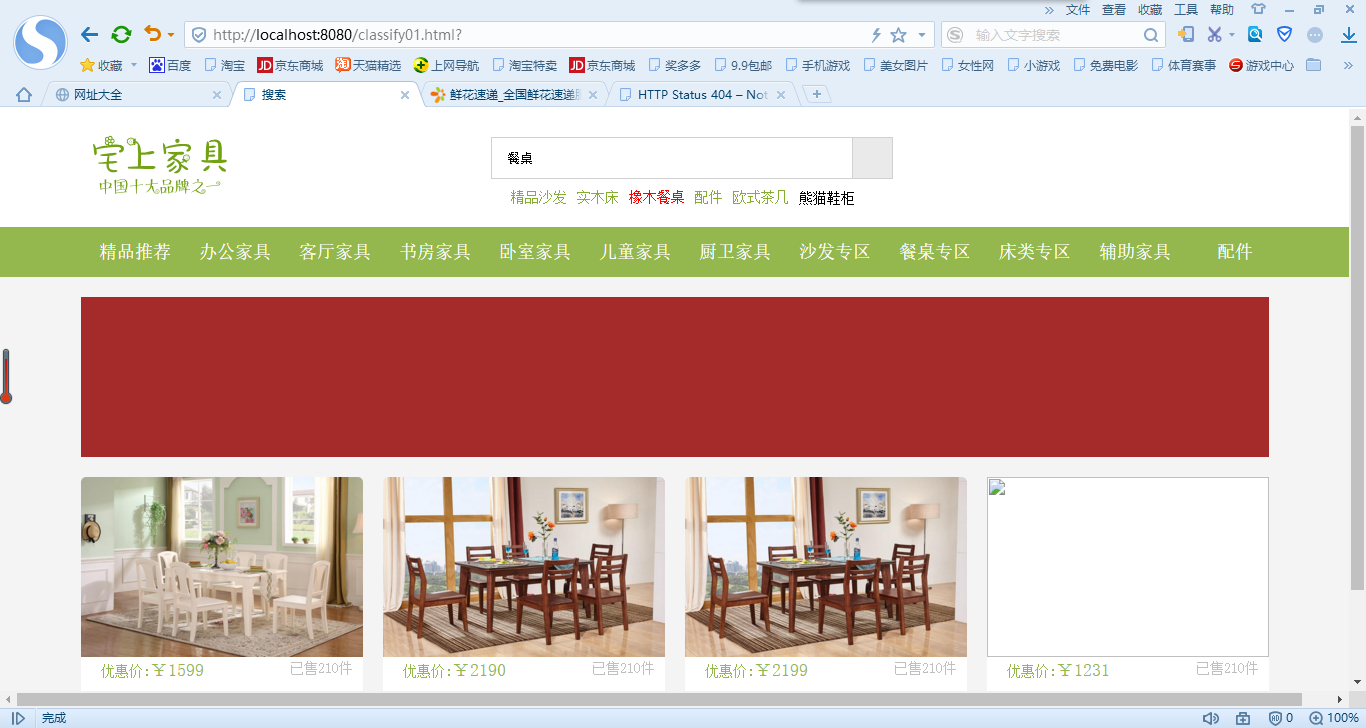 » 文件 查看 收藏 工具 帮助
http://localhost:8080/classify01.html?
输入文字搜索
收藏 百度 淘宝 JD 京东商城 淘 天猫精选 上网导航 淘宝特卖 JD 京东商城 奖多多 9.9包邮 手机游戏 美女图片 女性网 小游戏 免费电影 体育赛事 游戏中心 »
网址大全 搜索 鲜花速递_全国鲜花速递 HTTP Status 404 – Not
宅上家具
中国十大品牌之一
餐桌
精品沙发 实木床 橡木餐桌 配件 欧式茶几 熊猫鞋柜
精品推荐 办公家具 客厅家具 书房家具 卧室家具 儿童家具 厨卫家具 沙发专区 餐桌专区 床类专区 辅助家具 配件
优惠价:￥1599 已售210件
优惠价:￥2190 已售210件
优惠价:￥2199 已售210件
优惠价:￥1231 已售210件
完成
0 100%